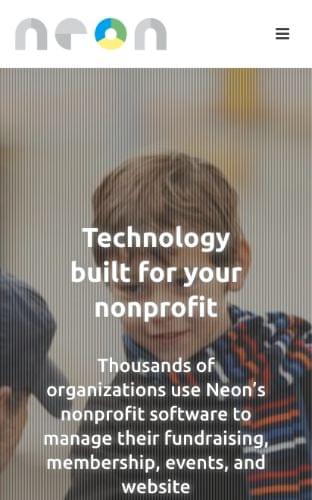 neon
Technology
built for your
nonprofit
Thousands of
organizations use Neon's
nonprofit software to
manage their fundraising,
membership, events, and
website